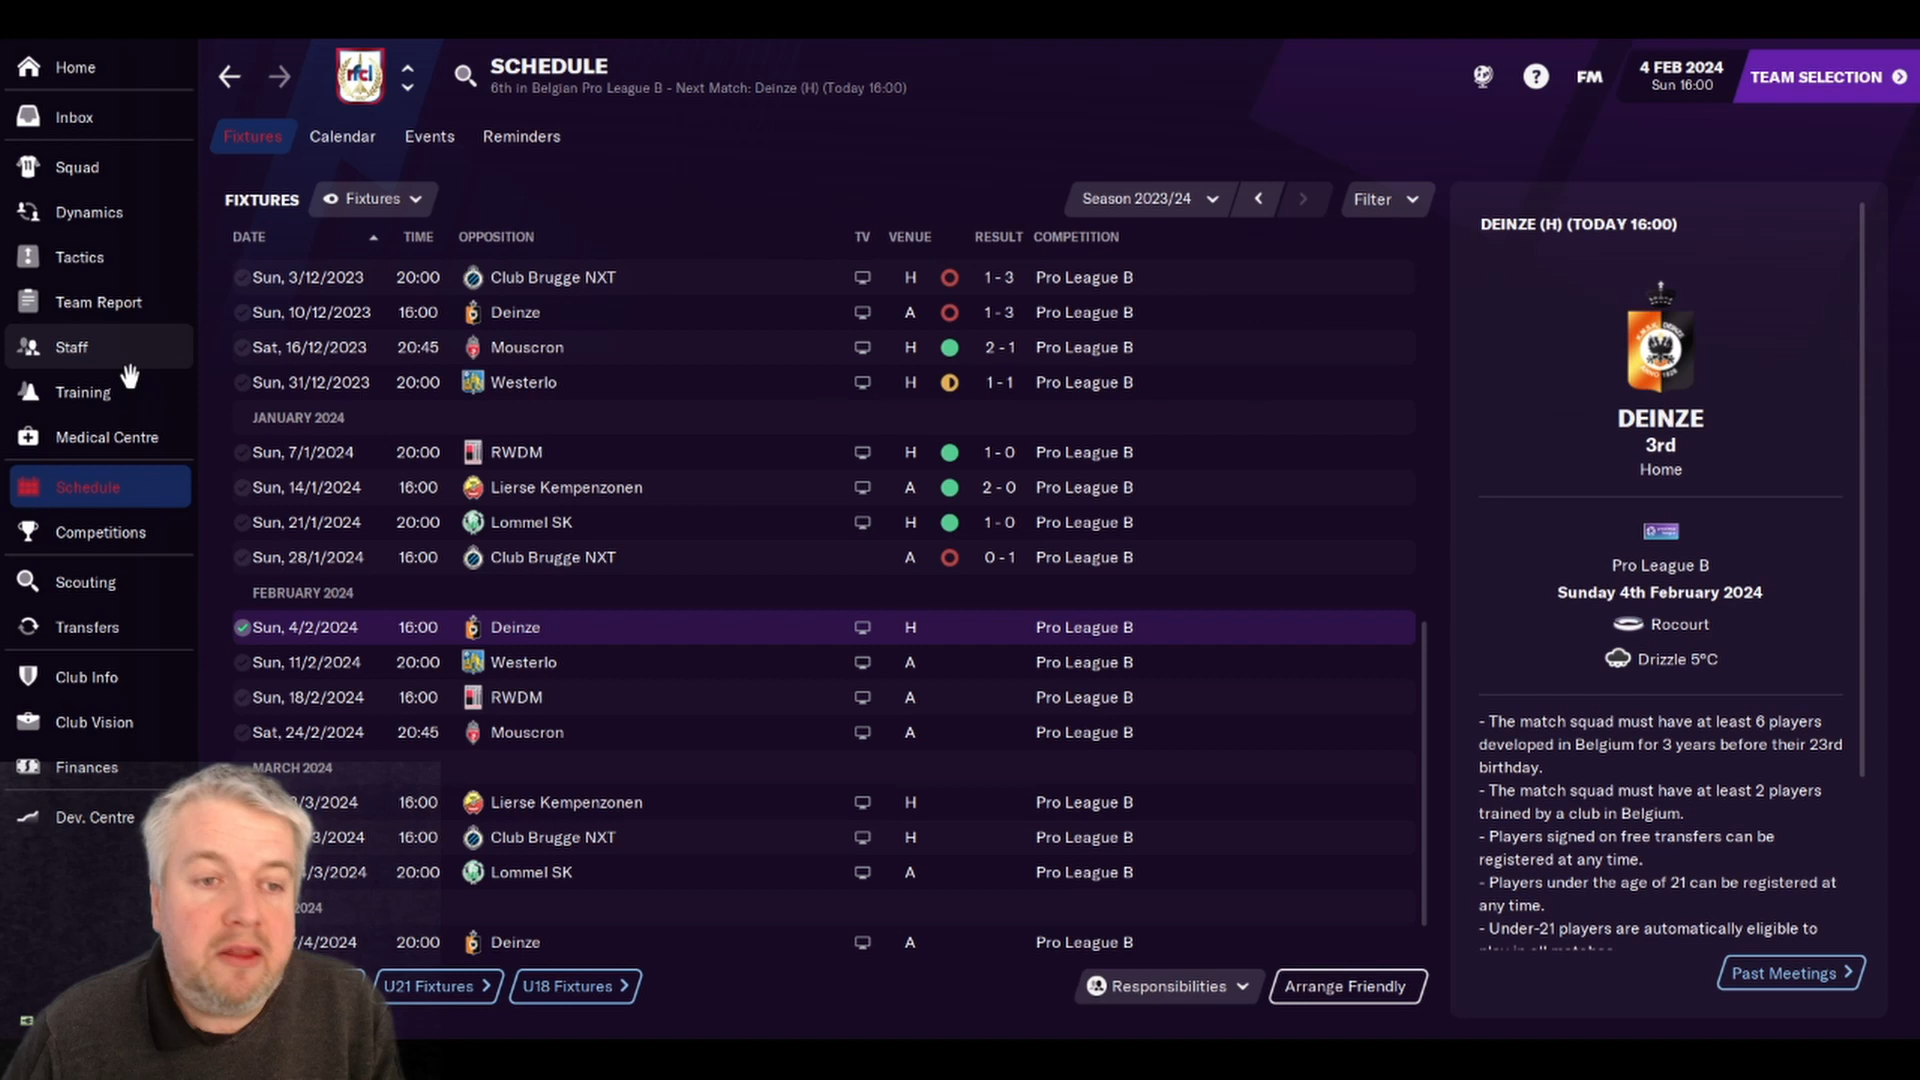 Home
Inbox
Squad
Dynamics
Tactics
Team Report
Staff
Training
Medical Centre
Schedule
Competitions
Scouting
Transfers
Club Info
Club Vision
Finances
Dev. Centre
rfcl
SCHEDULE
6th in Belgian Pro League B - Next Match: Deinze (H) (Today 16:00)
FM
4 FEB 2024
Sun 16:00
TEAM SELECTION
Fixtures Calendar Events Reminders
FIXTURES Fixtures Season 2023/24 Filter
DATE TIME OPPOSITION TV VENUE RESULT COMPETITION
Sun, 3/12/2023 20:00 Club Brugge NXT H 1 - 3 Pro League B
Sun, 10/12/2023 16:00 Deinze A 1 - 3 Pro League B
Sat, 16/12/2023 20:45 Mouscron H 2 - 1 Pro League B
Sun, 31/12/2023 20:00 Westerlo H 1 - 1 Pro League B
JANUARY 2024
Sun, 7/1/2024 20:00 RWDM H 1 - 0 Pro League B
Sun, 14/1/2024 16:00 Lierse Kempenzonen A 2 - 0 Pro League B
Sun, 21/1/2024 20:00 Lommel SK H 1 - 0 Pro League B
Sun, 28/1/2024 16:00 Club Brugge NXT A 0 - 1 Pro League B
FEBRUARY 2024
Sun, 4/2/2024 16:00 Deinze H Pro League B
Sun, 11/2/2024 20:00 Westerlo A Pro League B
Sun, 18/2/2024 16:00 RWDM A Pro League B
Sat, 24/2/2024 20:45 Mouscron A Pro League B
MARCH 2024
/3/2024 16:00 Lierse Kempenzonen H Pro League B
3/2024 16:00 Club Brugge NXT H Pro League B
/3/2024 20:00 Lommel SK A Pro League B
2024
/4/2024 20:00 Deinze A Pro League B
U21 Fixtures U18 Fixtures Responsibilities Arrange Friendly
DEINZE (H) (TODAY 16:00)
DEINZE
3rd
Home
Pro League B
Sunday 4th February 2024
Rocourt
Drizzle 5°C
- The match squad must have at least 6 players
developed in Belgium for 3 years before their 23rd
birthday.
- The match squad must have at least 2 players
trained by a club in Belgium.
- Players signed on free transfers can be
registered at any time.
- Players under the age of 21 can be registered at
any time.
- Under-21 players are automatically eligible to
Past Meetings